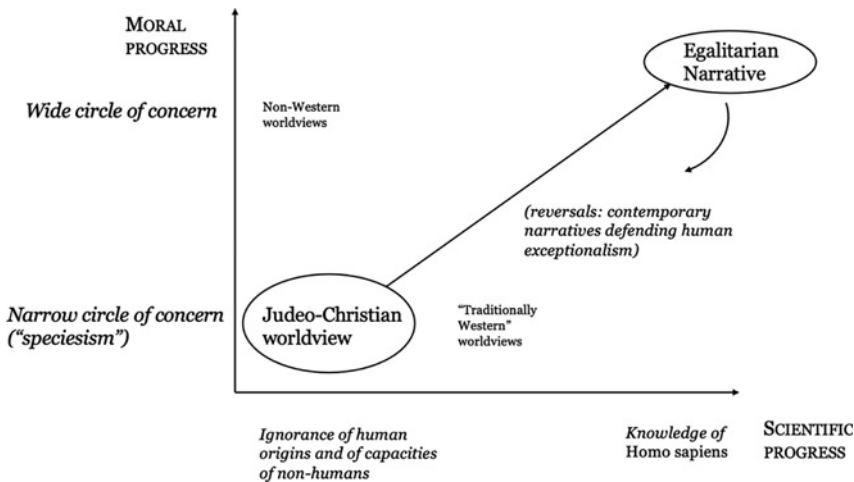 MORAL
PROGRESS
Egalitarian
Narrative
Wide circle of concern
Non-Western
worldviews
(reversals: contemporary
narratives defending human
exceptionalism)
Narrow circle of concern
(“speciesism”)
Judeo-Christian
worldview
“Traditionally
Western”
worldviews
Ignorance of human
origins and of capacities
of non-humans
Knowledge of
Homo sapiens
SCIENTIFIC
PROGRESS